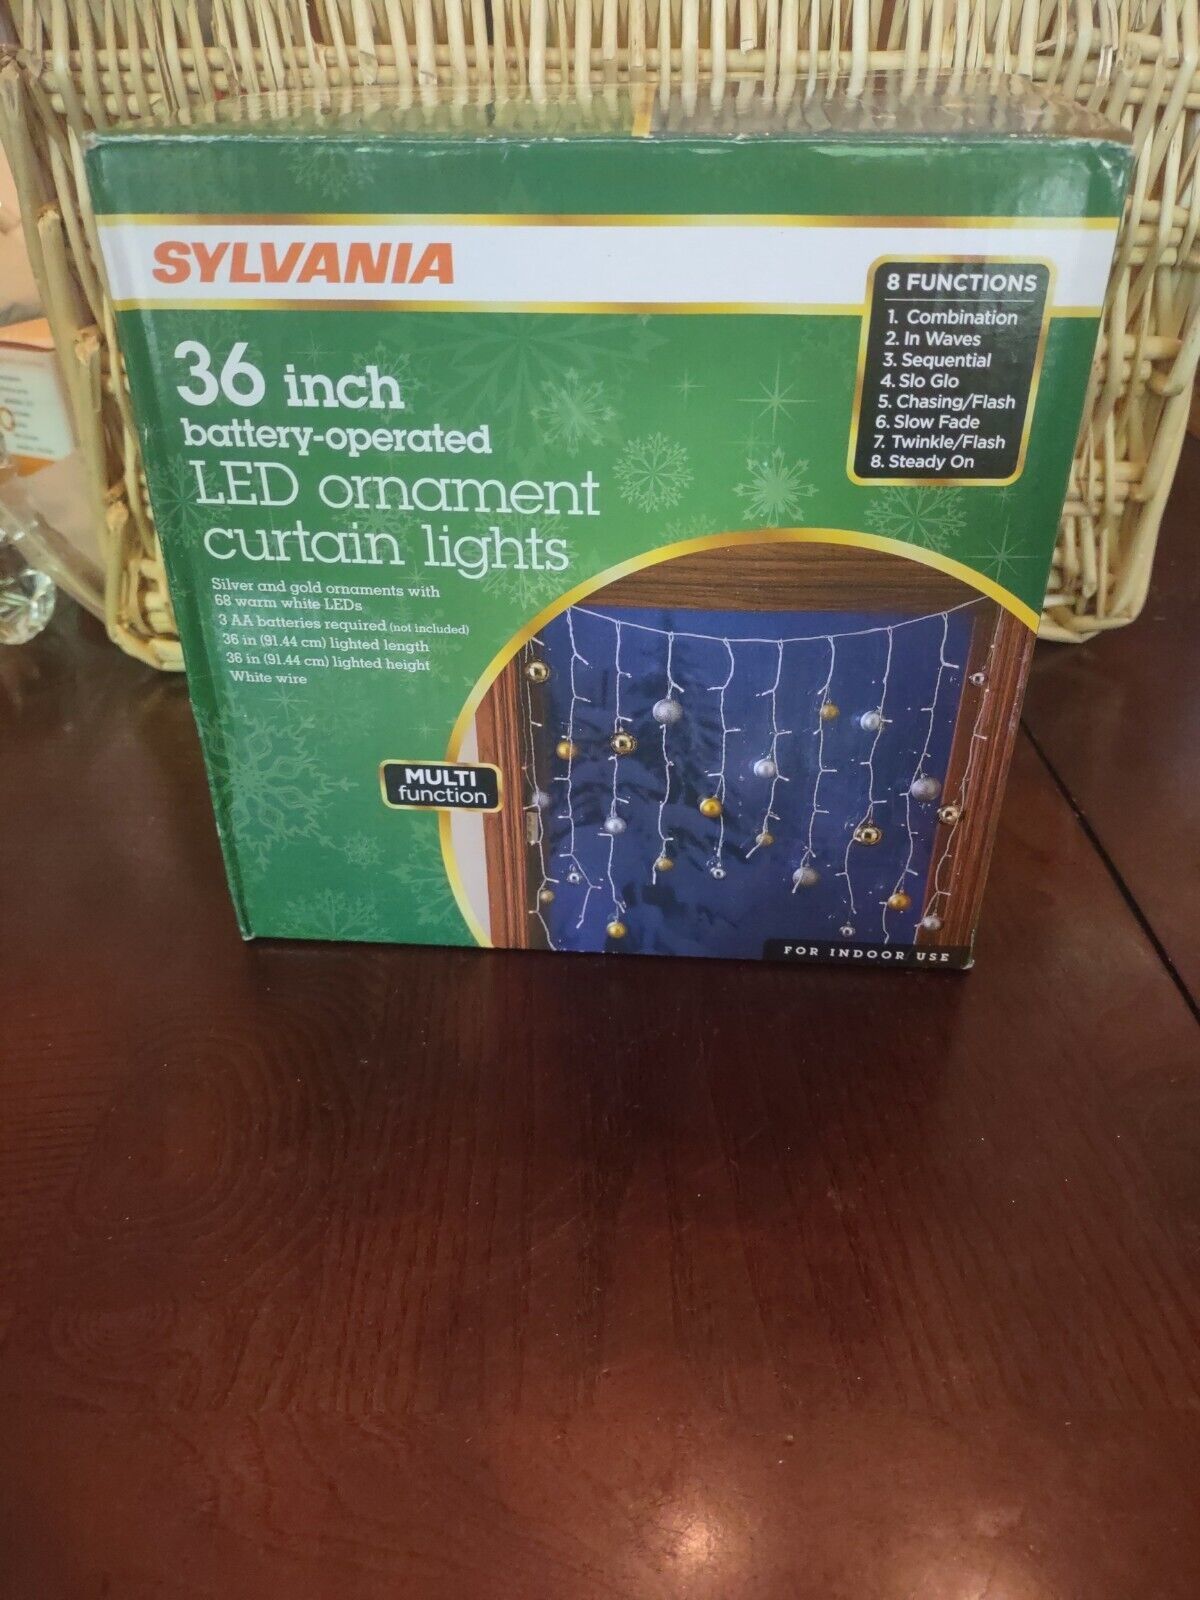 SYLVANIA
8 FUNCTIONS
1. Combination
2. In Waves
3. Sequential
4. Slo Glo
5. Chasing/Flash
6. Slow Fade
7. Twinkle/Flash
8. Steady On
36 inch
battery-operated
LED ornament
curtain lights
Silver and gold ornaments with
68 warm white LEDs
3 AA batteries required (not included)
36 in (91.44 cm) lighted length
36 in (91.44 cm) lighted height
White wire
MULTI
function
FOR INDOOR USE